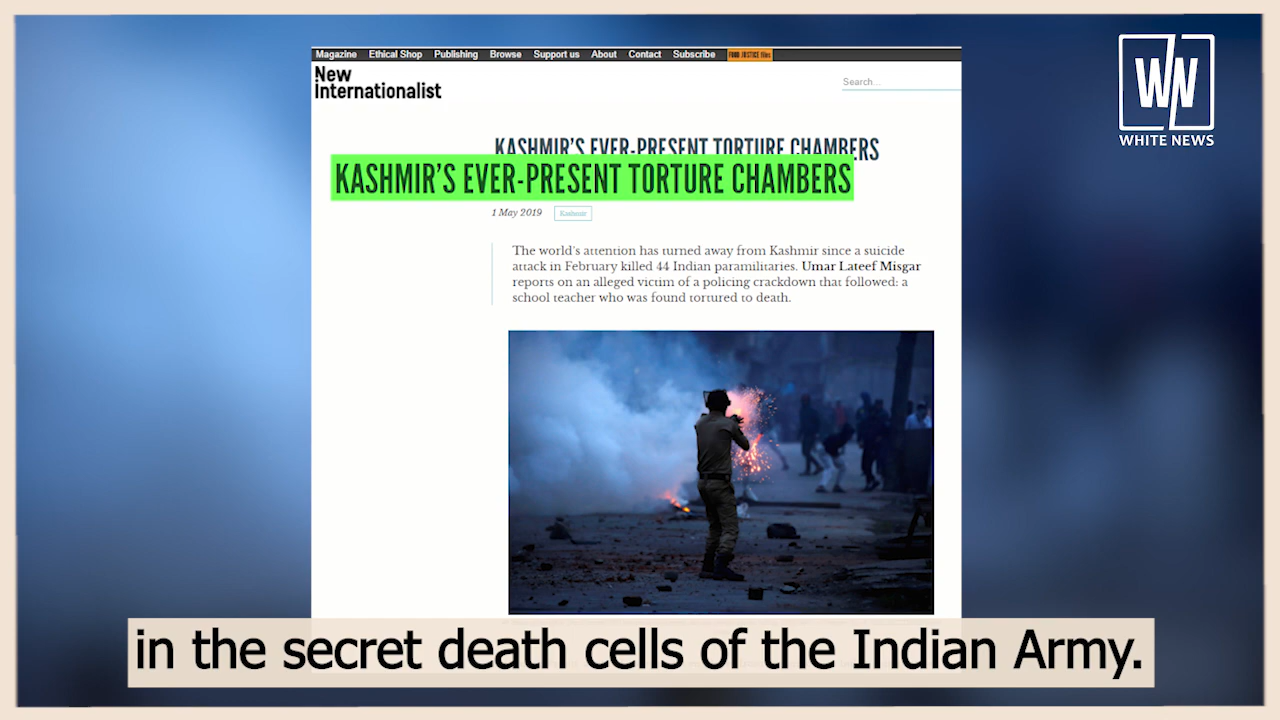 Magazine Ethical Shop Publishing Browse Support us About Contact Subscribe FOOD JUSTICE files
New
Internationalist
Search...
WN
WHITE NEWS
KASHMIR'S EVER-PRESENT TORTURE CHAMBERS
KASHMIR'S EVER-PRESENT TORTURE CHAMBERS
1 May 2019 Kashmir
The world's attention has turned away from Kashmir since a suicide
attack in February killed 44 Indian paramilitaries. Umar Lateef Misgar
reports on an alleged victim of a policing crackdown that followed: a
school teacher who was found tortured to death.
in the secret death cells of the Indian Army.